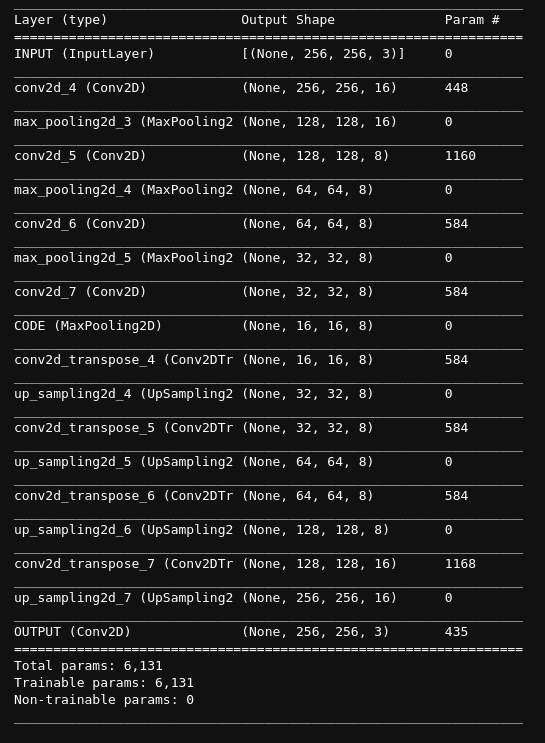 Layer (type) Output Shape Param #
INPUT (InputLayer) [(None, 256, 256, 3)] 0
conv2d_4 (Conv2D) (None, 256, 256, 16) 448
max_pooling2d_3 (MaxPooling2 (None, 128, 128, 16) 0
conv2d_5 (Conv2D) (None, 128, 128, 8) 1160
max_pooling2d_4 (MaxPooling2 (None, 64, 64, 8) 0
conv2d_6 (Conv2D) (None, 64, 64, 8) 584
max_pooling2d_5 (MaxPooling2 (None, 32, 32, 8) 0
conv2d_7 (Conv2D) (None, 32, 32, 8) 584
CODE (MaxPooling2D) (None, 16, 16, 8) 0
conv2d_transpose_4 (Conv2DTr (None, 16, 16, 8) 584
up_sampling2d_4 (UpSampling2 (None, 32, 32, 8) 0
conv2d_transpose_5 (Conv2DTr (None, 32, 32, 8) 584
up_sampling2d_5 (UpSampling2 (None, 64, 64, 8) 0
conv2d_transpose_6 (Conv2DTr (None, 64, 64, 8) 584
up_sampling2d_6 (UpSampling2 (None, 128, 128, 8) 0
conv2d_transpose_7 (Conv2DTr (None, 128, 128, 16) 1168
up_sampling2d_7 (UpSampling2 (None, 256, 256, 16) 0
OUTPUT (Conv2D) (None, 256, 256, 3) 435
Total params: 6,131
Trainable params: 6,131
Non-trainable params: 0